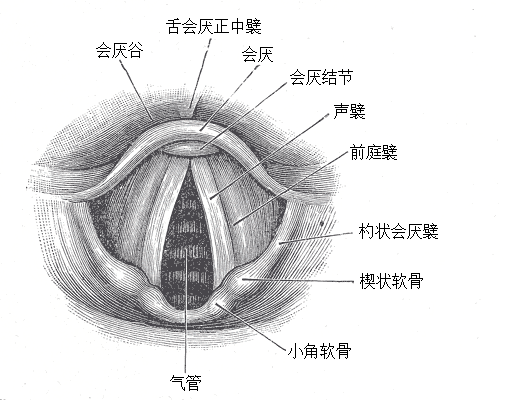 舌会厌正中襞
会厌谷
会厌
会厌结节
声襞
前庭襞
杓状会厌襞
楔状软骨
小角软骨
气管